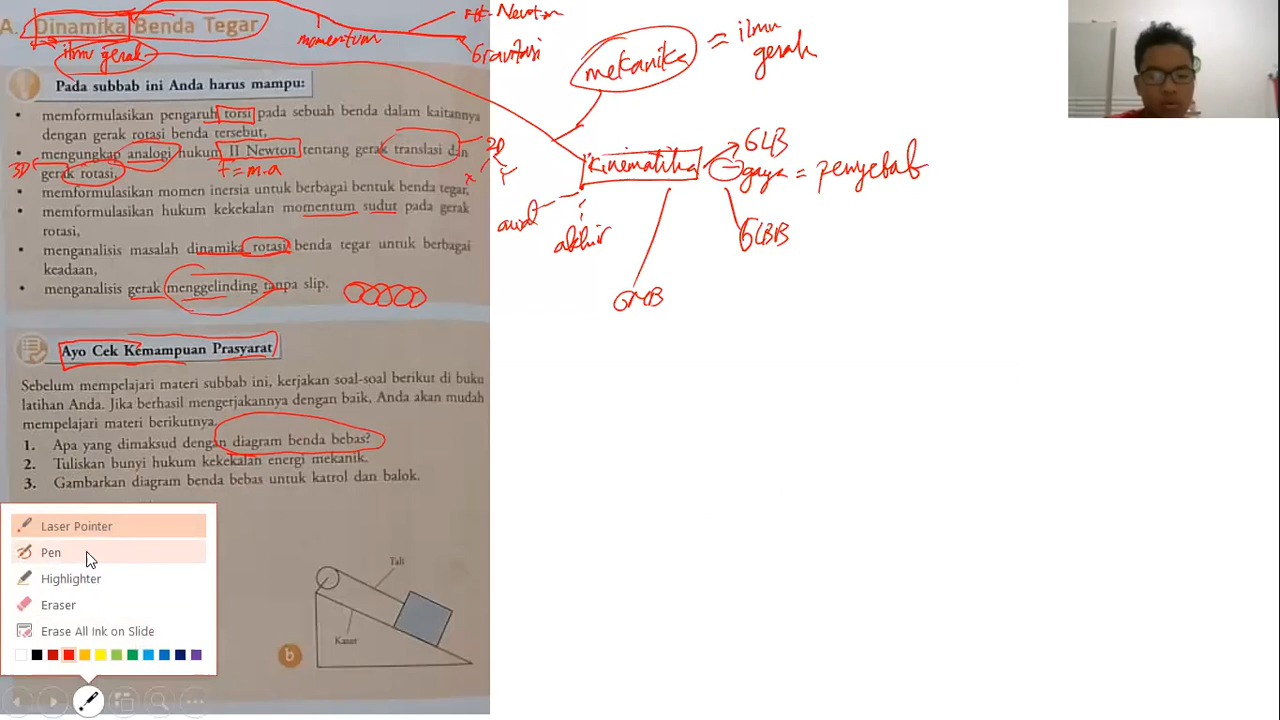 A. Dinamika Benda Tegar
ilmu gerak
momentum
Newton
Gravitasi
mekanika = ilmu gerak
Pada subbab ini Anda harus mampu:
• memformulasikan pengaruh torsi pada sebuah benda dalam kaitannya
dengan gerak rotasi benda tersebut,
• mengungkap analogi hukum II Newton tentang gerak translasi dan
gerak rotasi,
3D
F = m.a
2D
x
• memformulasikan momen inersia untuk berbagai bentuk benda tegar,
• memformulasikan hukum kekekalan momentum sudut pada gerak
rotasi,
• menganalisis masalah dinamika rotasi benda tegar untuk berbagai
keadaan,
• menganalisis gerak menggelinding tanpa slip.
Kinematika
GLB
gaya = penyebab
GLBB
awal
akhir
GMB
Ayo Cek Kemampuan Prasyarat
Sebelum mempelajari materi subbab ini, kerjakan soal-soal berikut di buku
latihan Anda. Jika berhasil mengerjakannya dengan baik, Anda akan mudah
mempelajari materi berikutnya.
1. Apa yang dimaksud dengan diagram benda bebas?
2. Tuliskan bunyi hukum kekekalan energi mekanik.
3. Gambarkan diagram benda bebas untuk katrol dan balok.
Laser Pointer
Pen
Highlighter
Eraser
Erase All Ink on Slide
Tali
Kasar
b